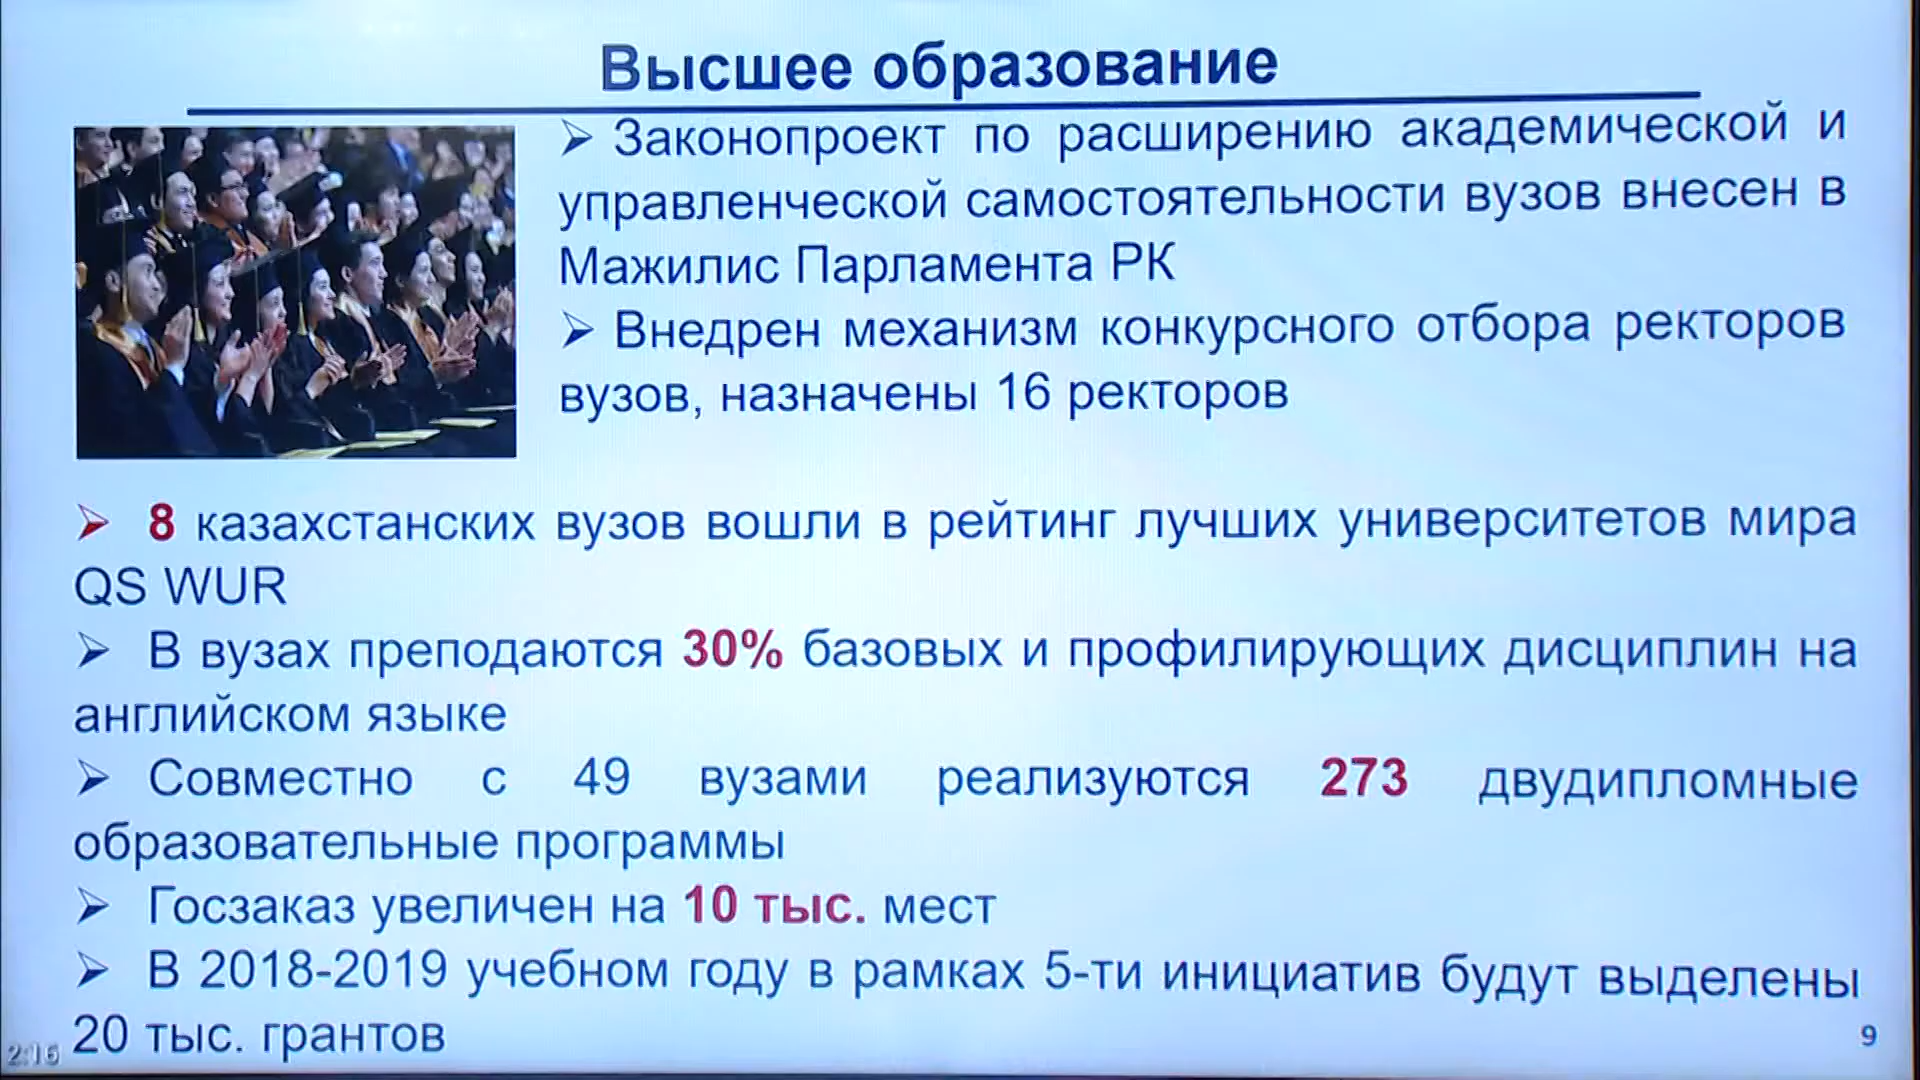 Высшее образование
➢ Законопроект по расширению академической и
управленческой самостоятельности вузов внесен в
Мажилис Парламента РК
➢ Внедрен механизм конкурсного отбора ректоров
вузов, назначены 16 ректоров
➢ 8 казахстанских вузов вошли в рейтинг лучших университетов мира
QS WUR
➢ В вузах преподаются 30% базовых и профилирующих дисциплин на
английском языке
➢ Совместно с 49 вузами реализуются 273 двудипломные
образовательные программы
➢ Госзаказ увеличен на 10 тыс. мест
➢ В 2018-2019 учебном году в рамках 5-ти инициатив будут выделены
20 тыс. грантов
2:16
9